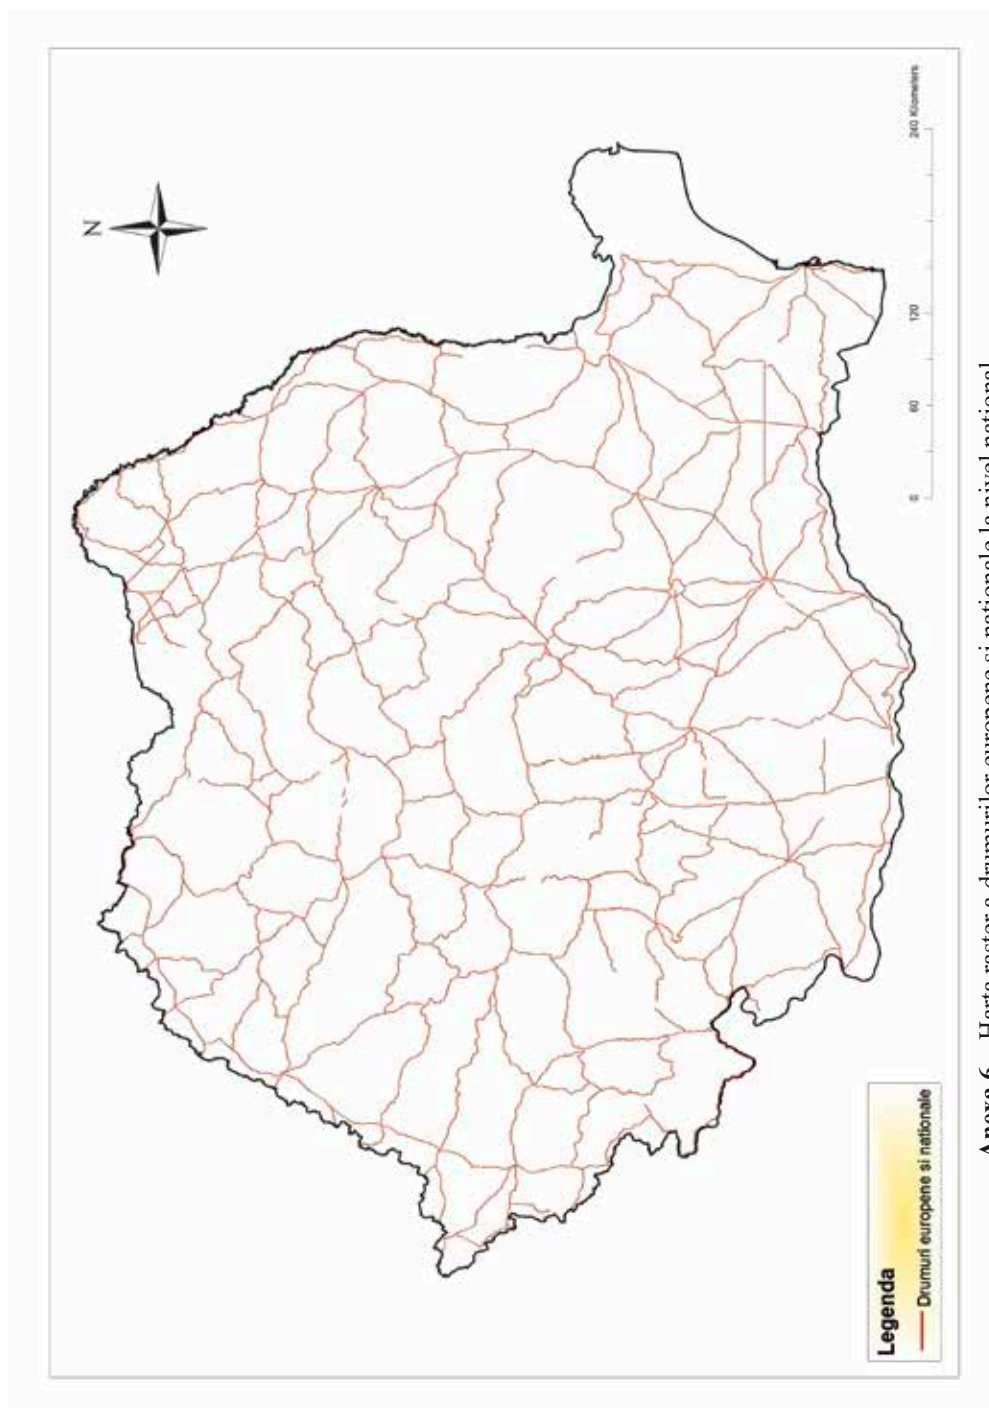 N
0 60 120 240 Kilometers
Legenda
Drumuri europene si nationale
Anexa 6 Harta raster a drumurilor europene si nationale la nivel national